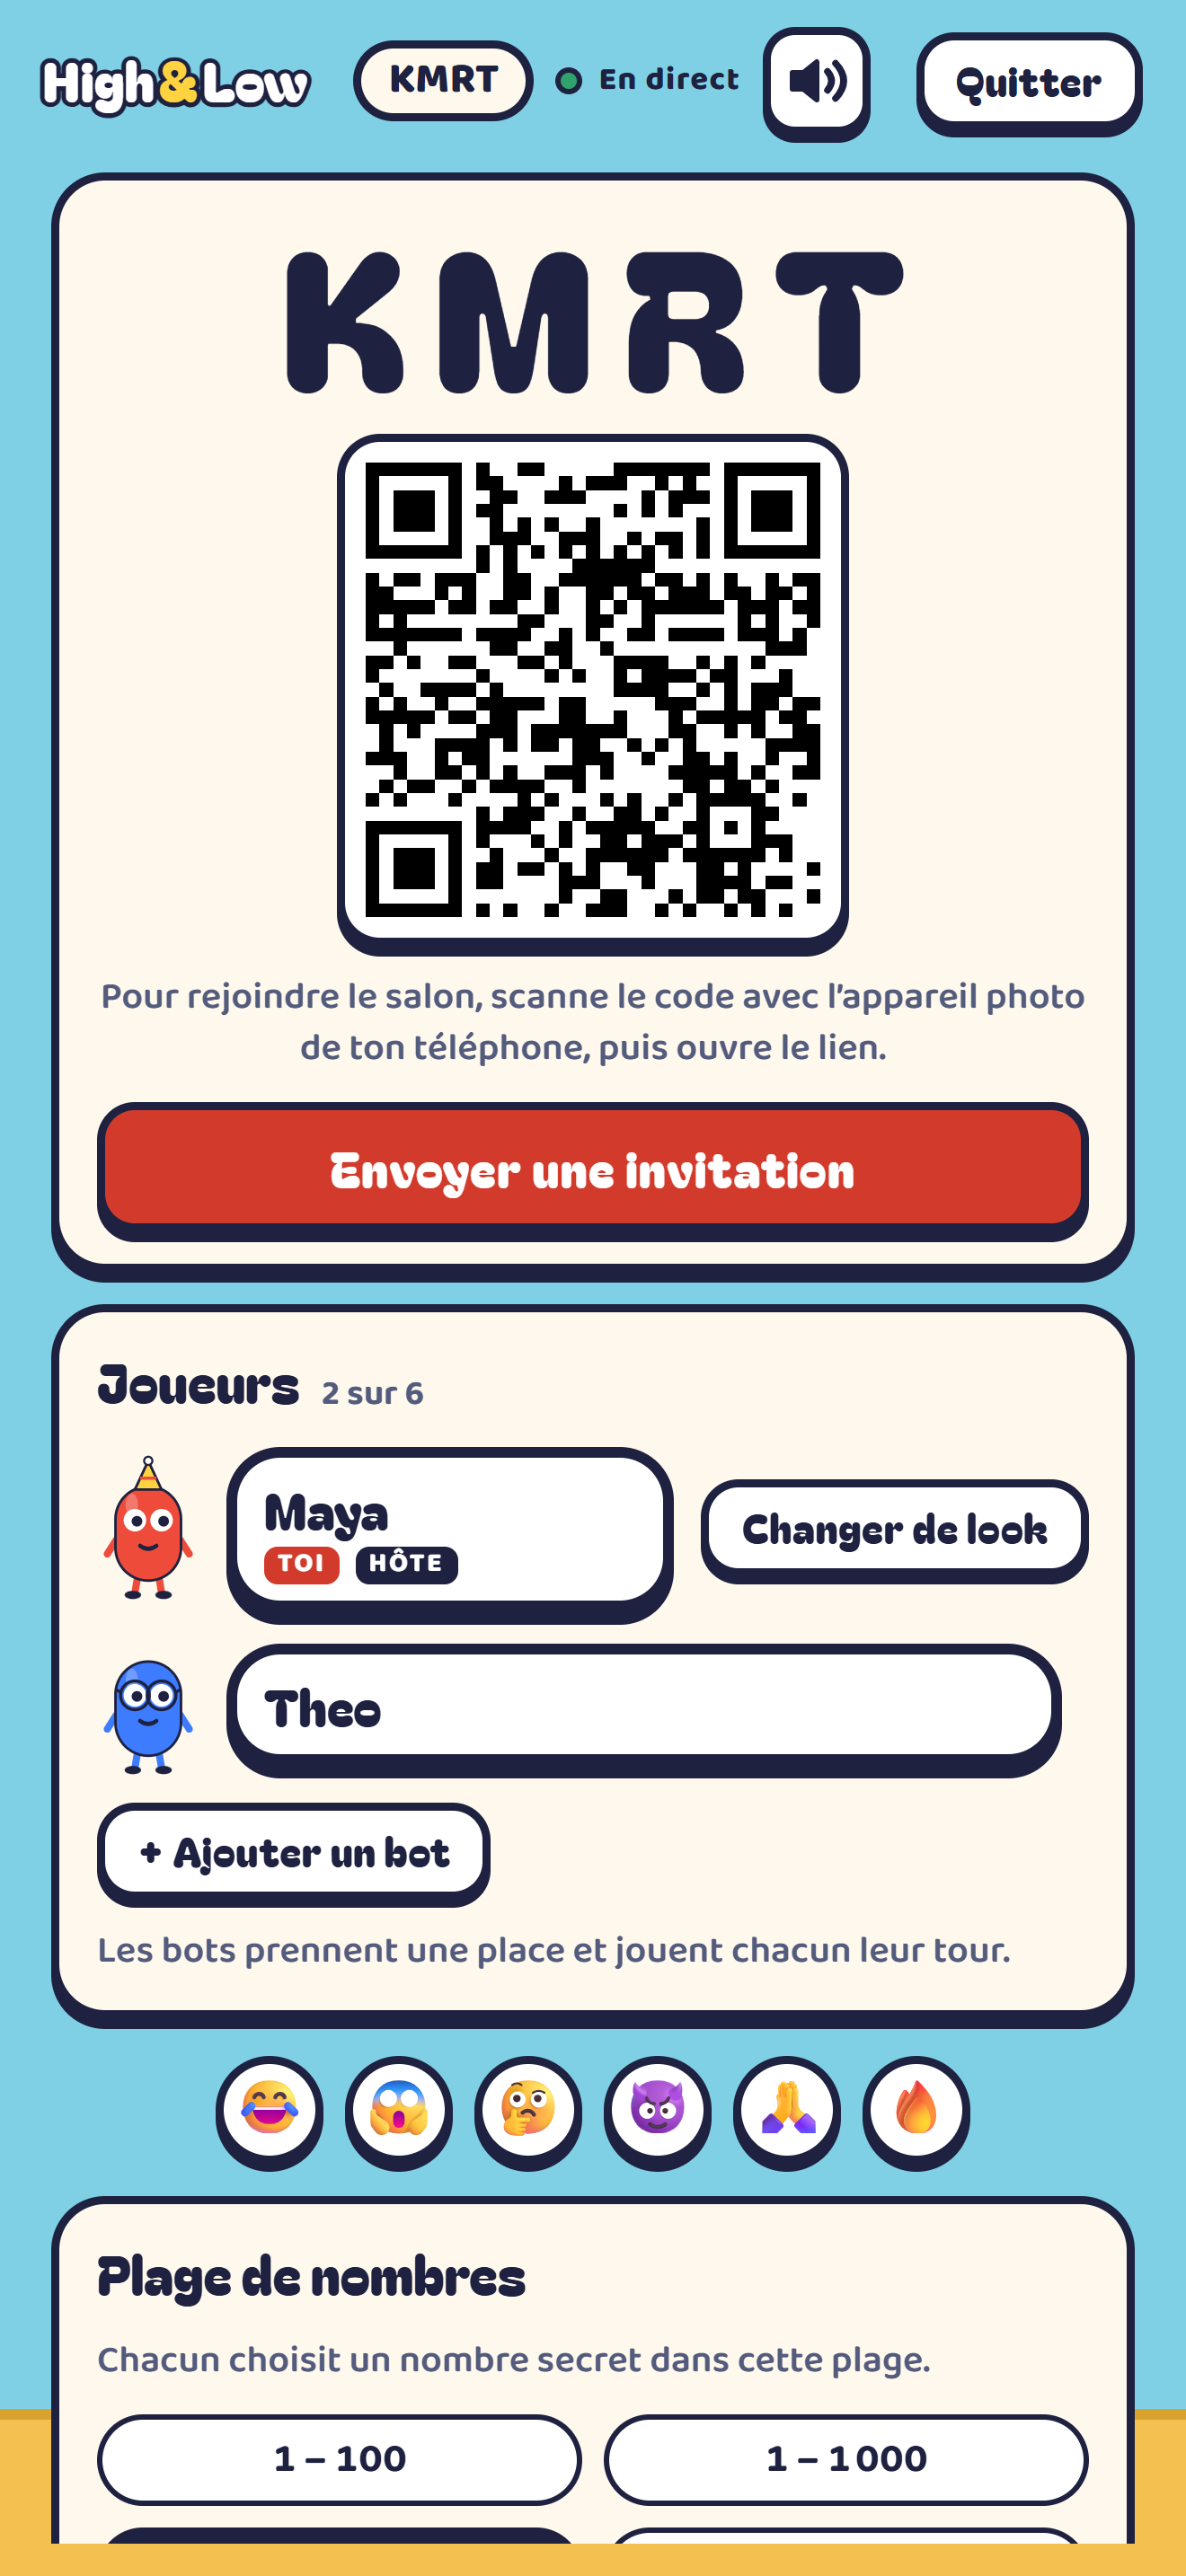 High&Low
KMRT
En direct
Quitter
KMRT
Pour rejoindre le salon, scanne le code avec l’appareil photo
de ton téléphone, puis ouvre le lien.
Envoyer une invitation
Joueurs 2 sur 6
Maya
TOI HÔTE
Changer de look
Theo
+ Ajouter un bot
Les bots prennent une place et jouent chacun leur tour.
Plage de nombres
Chacun choisit un nombre secret dans cette plage.
1 – 100
1 – 1 000